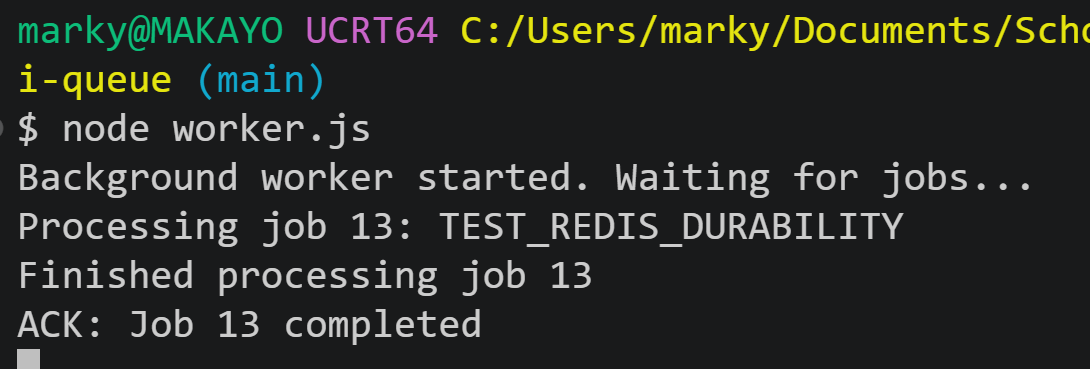 marky@MAKAYO UCRT64 C:/Users/marky/Documents/Scho
i-queue (main)
$ node worker.js
Background worker started. Waiting for jobs...
Processing job 13: TEST_REDIS_DURABILITY
Finished processing job 13
ACK: Job 13 completed